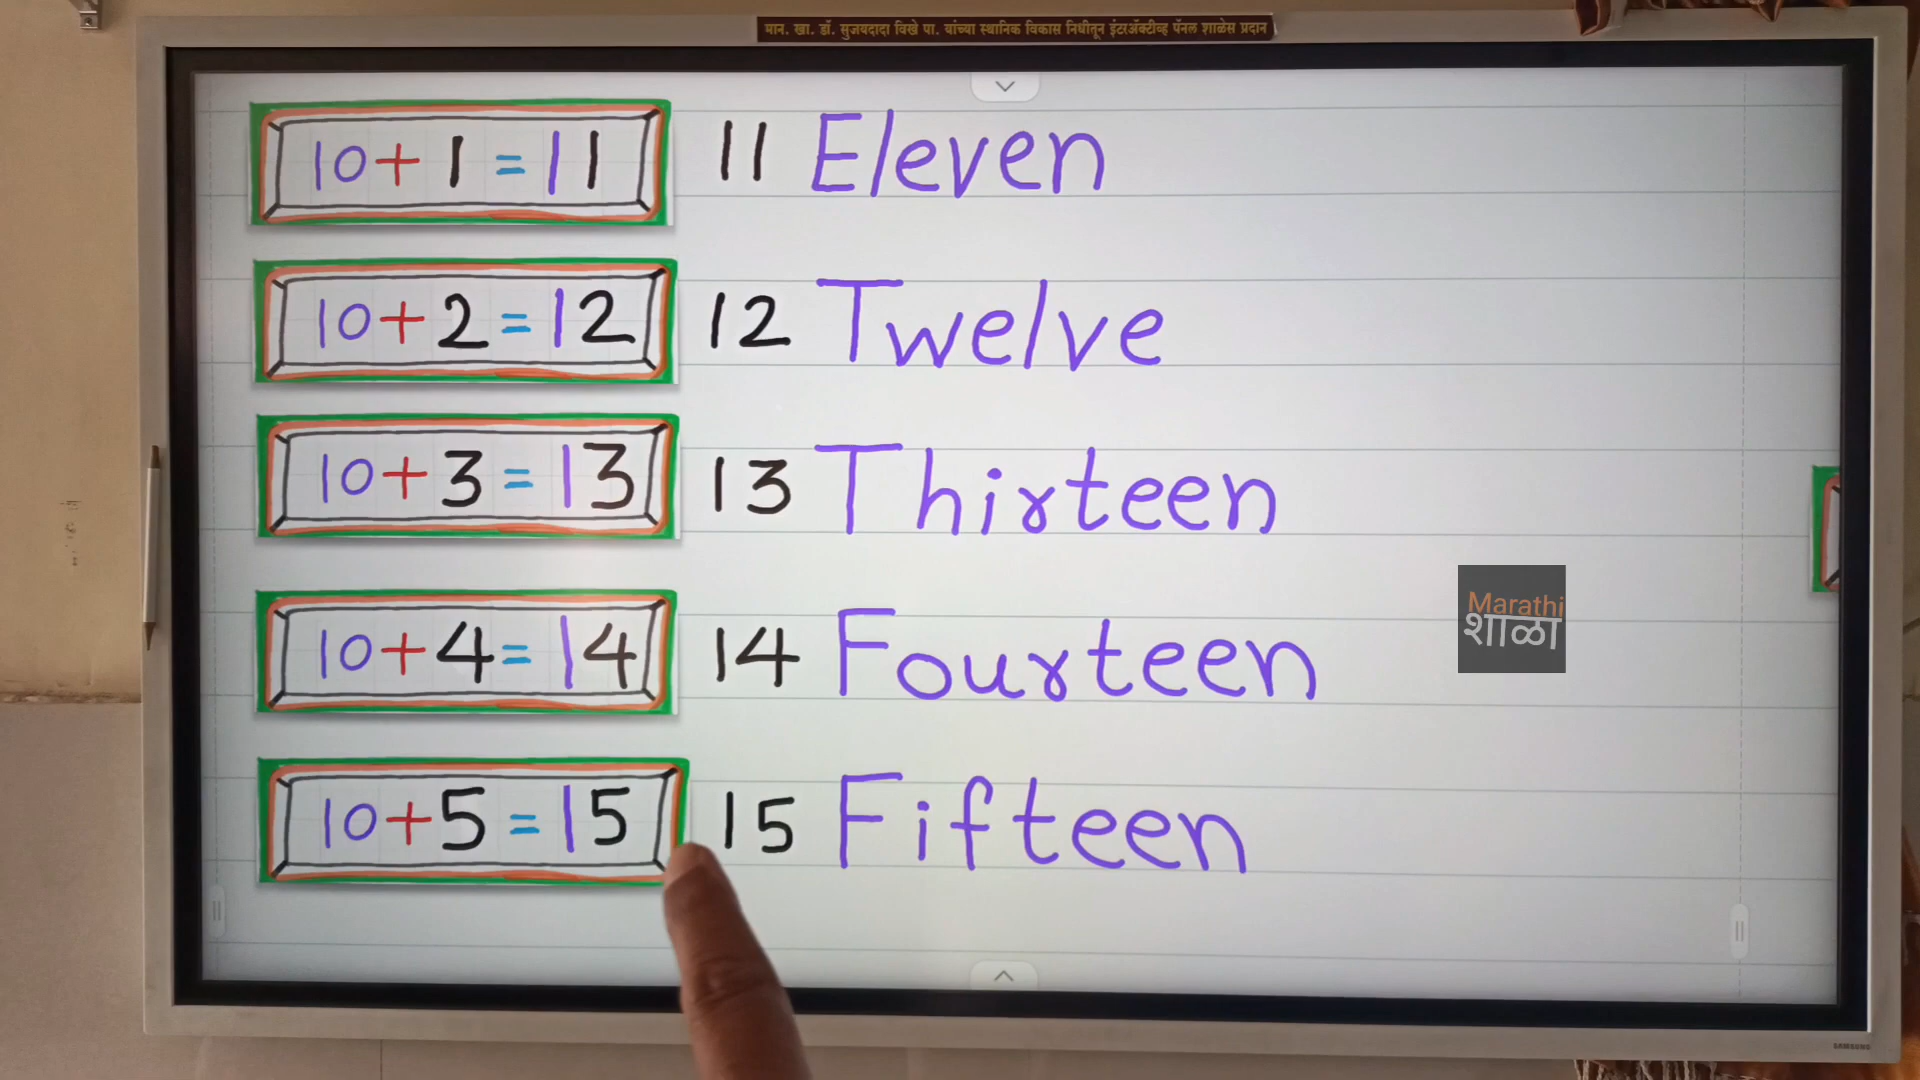 मान. खा. डॉ. सुजयदादा विखे पा. यांच्या स्थानिक विकास निधीतून इंटरॲक्टीव्ह पॅनल शाळेस प्रदान
10+1=11 11 Eleven
10+2=12 12 Twelve
10+3=13 13 Thirteen
10+4=14 14 Fourteen
Marathi
शाळा
10+5=15 15 Fifteen
SAMSUNG